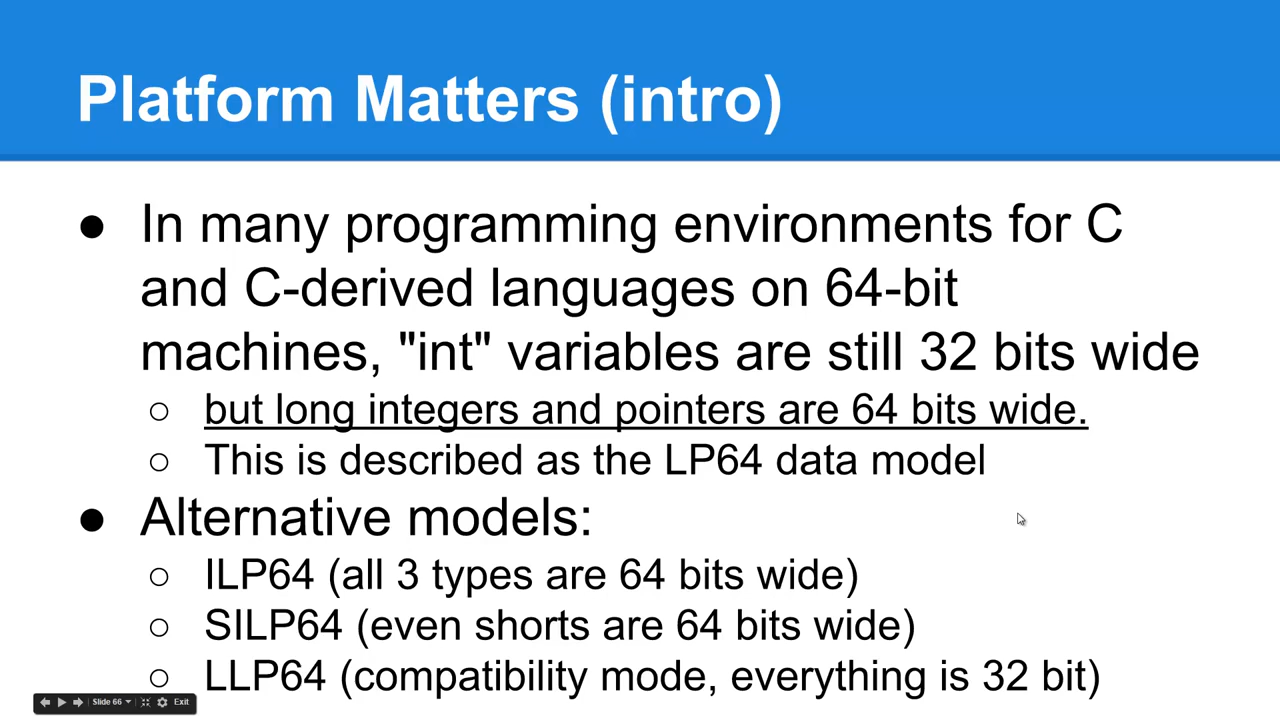 Platform Matters (intro)
● In many programming environments for C
and C-derived languages on 64-bit
machines, "int" variables are still 32 bits wide
○ but long integers and pointers are 64 bits wide.
○ This is described as the LP64 data model
● Alternative models:
○ ILP64 (all 3 types are 64 bits wide)
○ SILP64 (even shorts are 64 bits wide)
○ LLP64 (compatibility mode, everything is 32 bit)
Slide 66 Exit